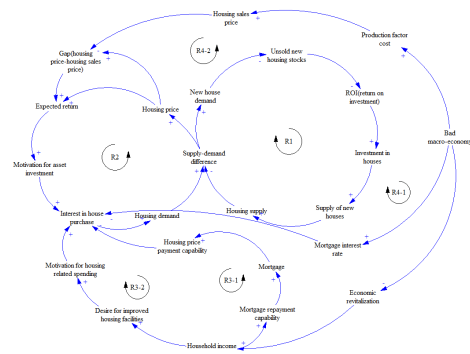 Housing sales
price
R4-2
Production factor
cost
Gap(housing
price-housing sales
price)
Unsold new
housing stocks
Expected return
Housing price
New house
demand
ROI(return on
investment)
Bad
macro-economy
R2
R1
Motivation for asset
investment
Supply-demand
difference
Investment in
houses
R4-1
Interest in house
purchase
Housing demand
Housing supply
Supply of new
houses
Housing price
payment capability
Mortgage interest
rate
Motivation for housing
related spending
Mortgage
R3-2
R3-1
Economic
revitalization
Desire for improved
housing facilities
Mortgage repayment
capability
Household income